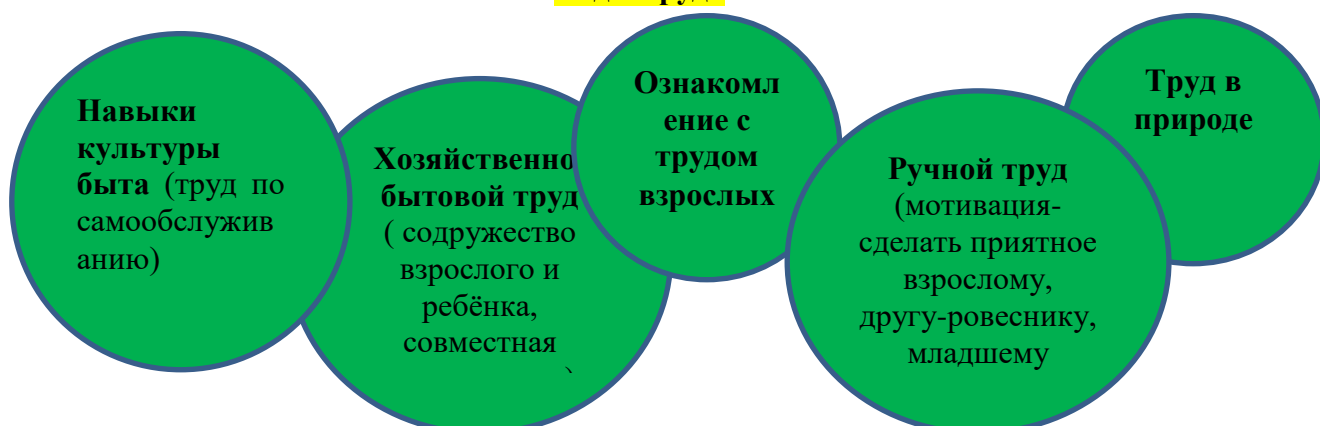 Навыки
культуры
быта (труд по
самообслужив
анию)
Хозяйственно
бытовой труд
( содружество
взрослого и
ребёнка,
совместная
Ознакомл
ение с
трудом
взрослых
Ручной труд
(мотивация-
сделать приятное
взрослому,
другу-ровеснику,
младшему
Труд в
природе